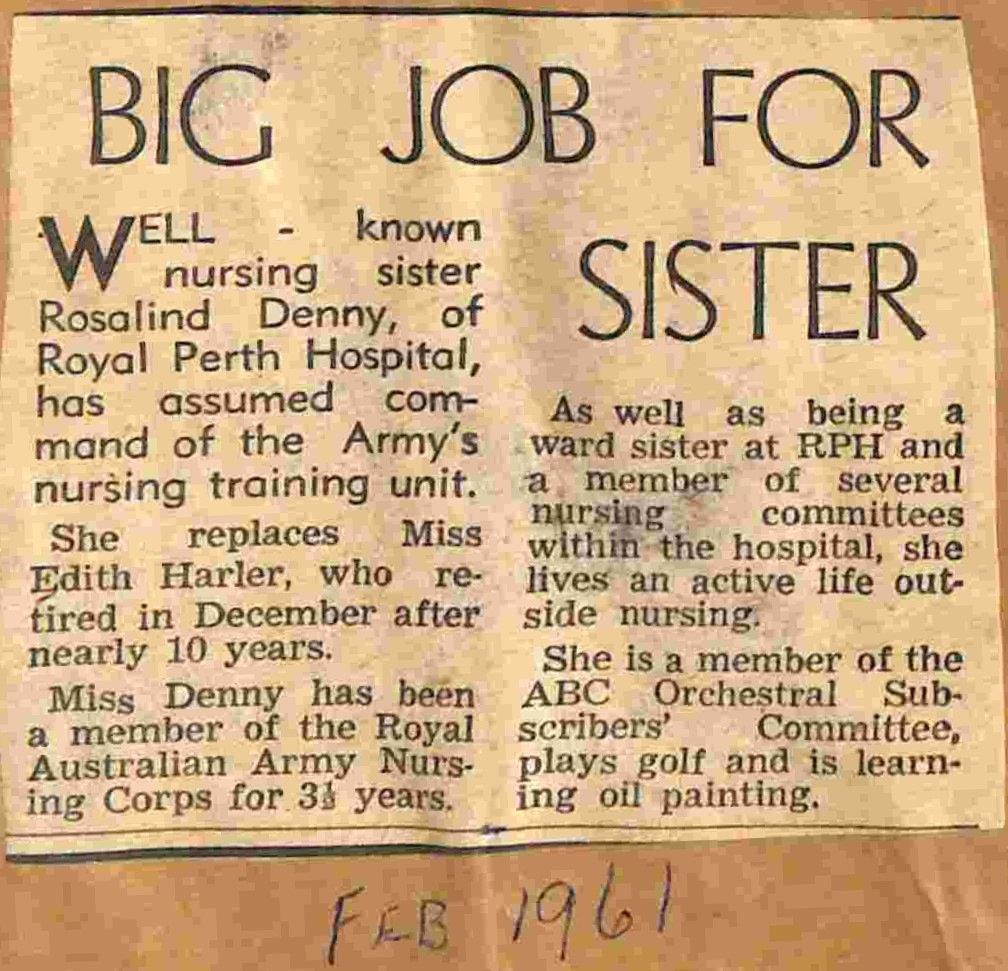 BIG JOB FOR
SISTER
WELL - known
nursing sister
Rosalind Denny, of
Royal Perth Hospital,
has assumed com-
mand of the Army's
nursing training unit.
She replaces Miss
Edith Harler, who re-
tired in December after
nearly 10 years.
Miss Denny has been
a member of the Royal
Australian Army Nurs-
ing Corps for 3½ years.
As well as being a
ward sister at RPH and
a member of several
nursing committees
within the hospital, she
lives an active life out-
side nursing.
She is a member of the
ABC Orchestral Sub-
scribers' Committee,
plays golf and is learn-
ing oil painting.
FEB 1961